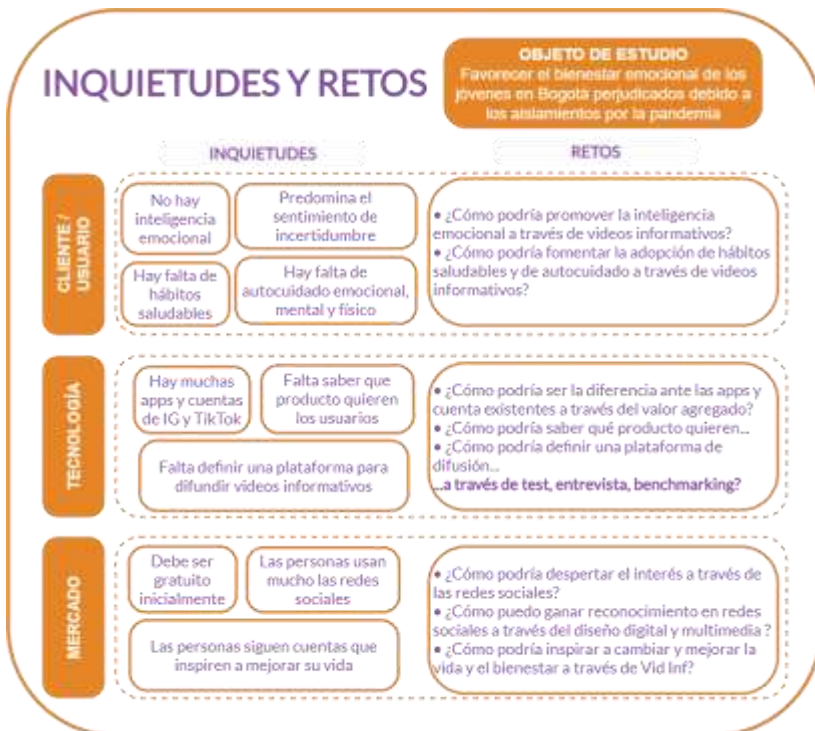 INQUIETUDES Y RETOS
OBJETO DE ESTUDIO
Favorecer el bienestar emocional de los
jóvenes en Bogotá perjudicados debido a
los aislamientos por la pandemia
INQUIETUDES
RETOS
CLIENTE /
USUARIO
No hay
inteligencia
emocional
Predomina el
sentimiento de
incertidumbre
Hay falta de
hábitos
saludables
Hay falta de
autocuidado emocional,
mental y físico
• ¿Cómo podría promover la inteligencia
emocional a través de videos informativos?
• ¿Cómo podría fomentar la adopción de hábitos
saludables y de autocuidado a través de videos
informativos?
TECNOLOGÍA
Hay muchas
apps y cuentas
de IG y TikTok
Falta saber que
producto quieren
los usuarios
Falta definir una plataforma para
difundir videos informativos
• ¿Cómo podría ser la diferencia ante las apps y
cuenta existentes a través del valor agregado?
• ¿Cómo podría saber qué producto quieren...
• ¿Cómo podría definir una plataforma de
difusión...
...a través de test, entrevista, benchmarking?
MERCADO
Debe ser
gratuito
inicialmente
Las personas usan
mucho las redes
sociales
Las personas siguen cuentas que
inspiren a mejorar su vida
• ¿Cómo podría despertar el interés a través de
las redes sociales?
• ¿Cómo puedo ganar reconocimiento en redes
sociales a través del diseño digital y multimedia ?
• ¿Cómo podría inspirar a cambiar y mejorar la
vida y el bienestar a través de Vid Inf?